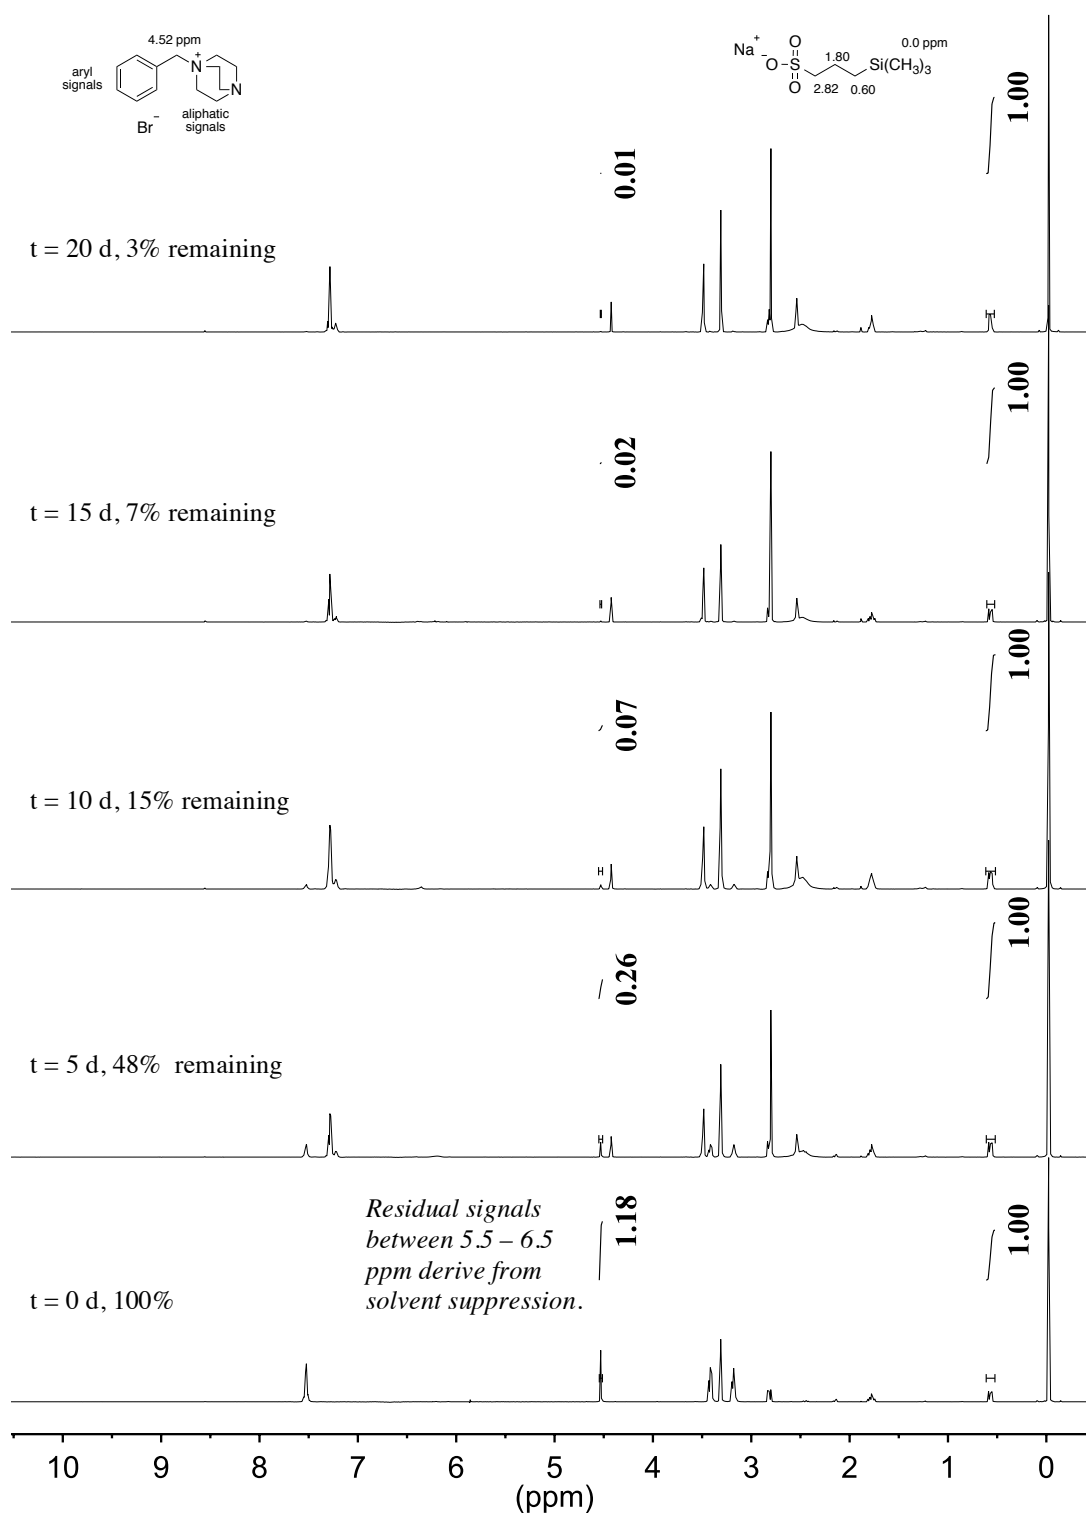 4.52 ppm
aryl
signals
N
+
N
Br
−
aliphatic
signals
Na
+
−
O
S
O
O
1.80
2.82
0.60
Si(CH3)3
0.0 ppm
0.01
1.00
t = 20 d, 3% remaining
0.02
1.00
t = 15 d, 7% remaining
0.07
1.00
t = 10 d, 15% remaining
0.26
1.00
t = 5 d, 48% remaining
1.18
1.00
Residual signals
between 5.5 – 6.5
ppm derive from
solvent suppression.
t = 0 d, 100%
10 9 8 7 6 5 4 3 2 1 0
(ppm)